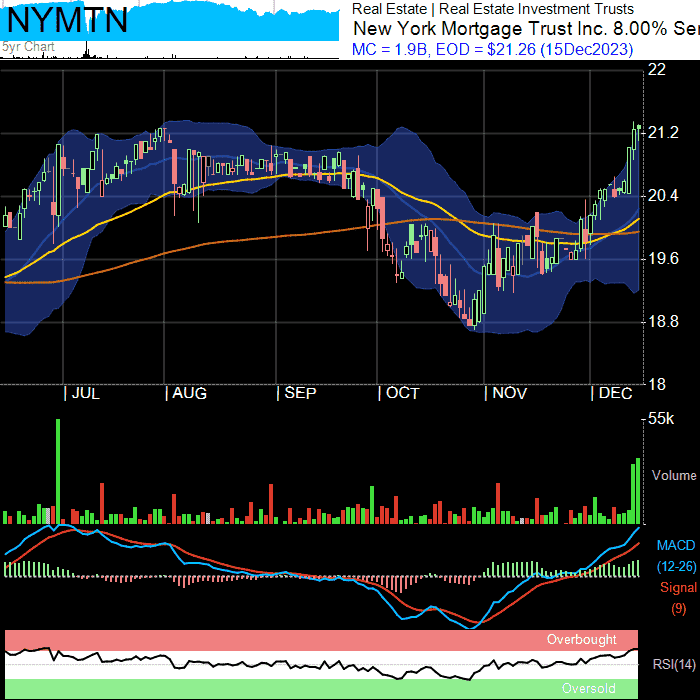 NYMTN
5yr Chart
Real Estate | Real Estate Investment Trusts
New York Mortgage Trust Inc. 8.00% Ser
MC = 1.9B, EOD = $21.26 (15Dec2023)
22
21.2
20.4
19.6
18.8
18
JUL AUG SEP OCT NOV DEC
55k
Volume
MACD
(12-26)
Signal
(9)
Overbought
RSI(14)
Oversold